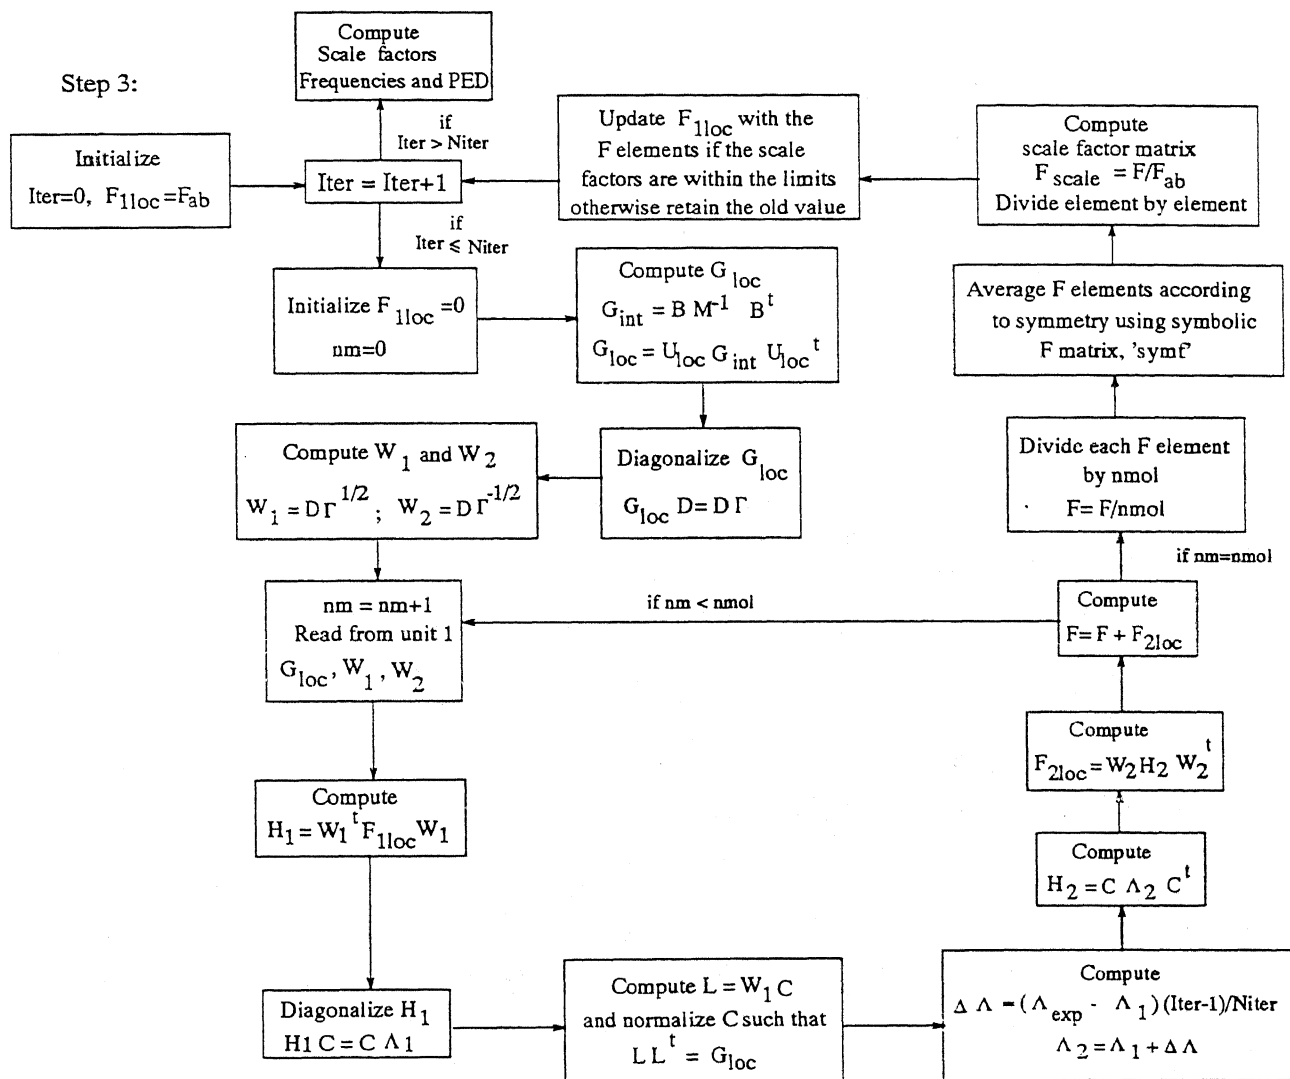 Step 3:
Compute
Scale factors
Frequencies and PED
if
Iter > Niter
Initialize
Iter=0, F1loc=Fab
Iter = Iter+1
if
Iter ⩽ Niter
Update F1loc with the
F elements if the scale
factors are within the limits
otherwise retain the old value
Compute
scale factor matrix
Fscale = F/Fab
Divide element by element
Initialize F1loc =0
nm=0
Compute Gloc
Gint = B M-1 Bt
Gloc = Uloc Gint Uloct
Average F elements according
to symmetry using symbolic
F matrix, 'symf'
Compute W1 and W2
W1 = DΓ1/2 ; W2 = DΓ-1/2
Diagonalize Gloc
Gloc D= D Γ
Divide each F element
by nmol
F= F/nmol
if nm=nmol
nm = nm+1
Read from unit 1
Gloc, W1, W2
if nm < nmol
Compute
F= F + F2loc
Compute
F2loc = W2 H2 W2t
Compute
H1 = W1t F1loc W1
Compute
H2 = C Λ2 Ct
Diagonalize H1
H1 C = C Λ1
Compute L = W1 C
and normalize C such that
L Lt = Gloc
Compute
Δ Λ = (Λexp - Λ1) (Iter-1)/Niter
Λ2 = Λ1 + Δ Λ